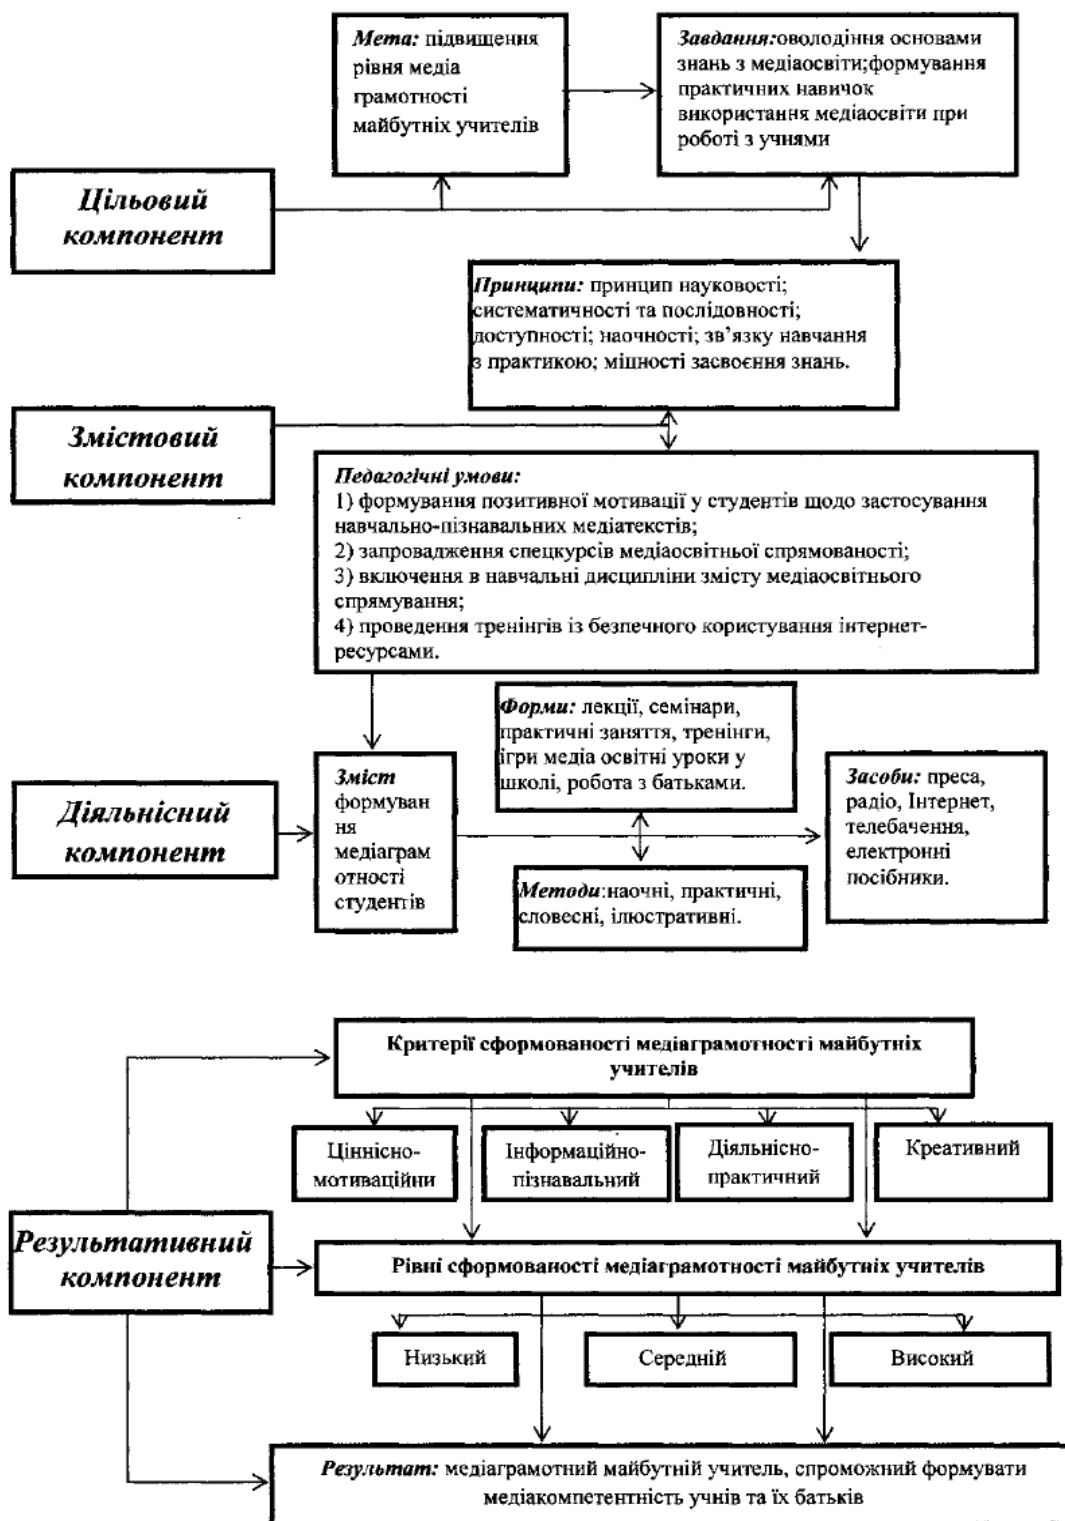 Мета: підвищення
рівня медіа
грамотності
майбутніх учителів
Завдання:оволодіння основами
знань з медіаосвіти;формування
практичних навичок
використання медіаосвіти при
роботі з учнями
Цільовий
компонент
Принципи: принцип науковості;
систематичності та послідовності;
доступності; наочності; зв’язку навчання
з практикою; міцності засвоєння знань.
Змістовий
компонент
Педагогічні умови:
1) формування позитивної мотивації у студентів щодо застосування
навчально-пізнавальних медіатекстів;
2) запровадження спецкурсів медіаосвітньої спрямованості;
3) включення в навчальні дисципліни змісту медіаосвітнього
спрямування;
4) проведення тренінгів із безпечного користування інтернет-
ресурсами.
Форми: лекції, семінари,
практичні заняття, тренінги,
ігри медіа освітні уроки у
школі, робота з батьками.
Діяльнісний
компонент
Зміст
формуван
ня
медіаграм
отності
студентів
Засоби: преса,
радіо, Інтернет,
телебачення,
електронні
посібники.
Методи:наочні, практичні,
словесні, ілюстративні.
Критерії сформованості медіаграмотності майбутніх
учителів
Ціннісно-
мотиваційни
Інформаційно-
пізнавальний
Діяльнісно-
практичний
Креативний
Результативний
компонент
Рівні сформованості медіаграмотності майбутніх учителів
Низький
Середній
Високий
Результат: медіаграмотний майбутній учитель, спроможний формувати
медіакомпетентність учнів та їх батьків